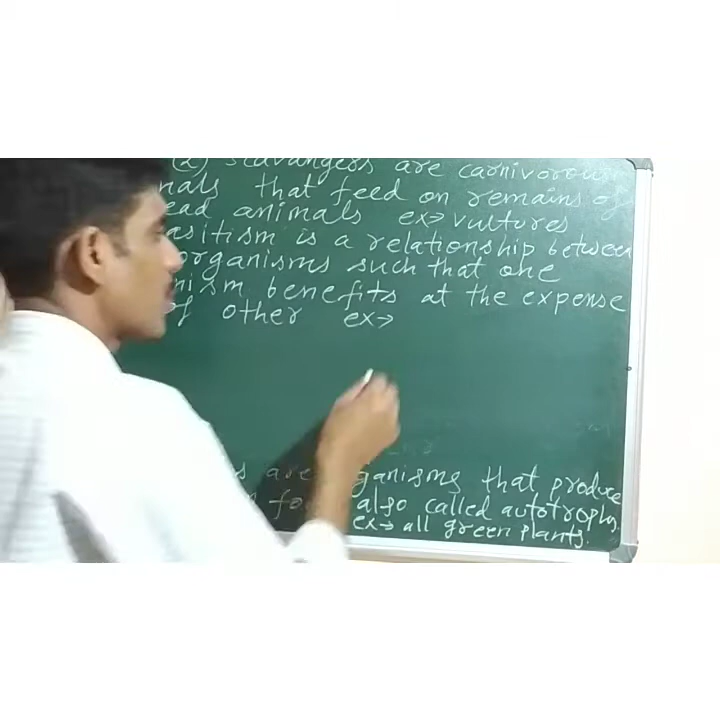 (2) Scavangers are carnivorous
nals that feed on remains of
ead animals ex→ vultures
asitism is a relationship between
organisms such that one
nism benefits at the expense
of other ex→
s are organisms that produce
n foo also called autotrophs.
ex→ all green plants.